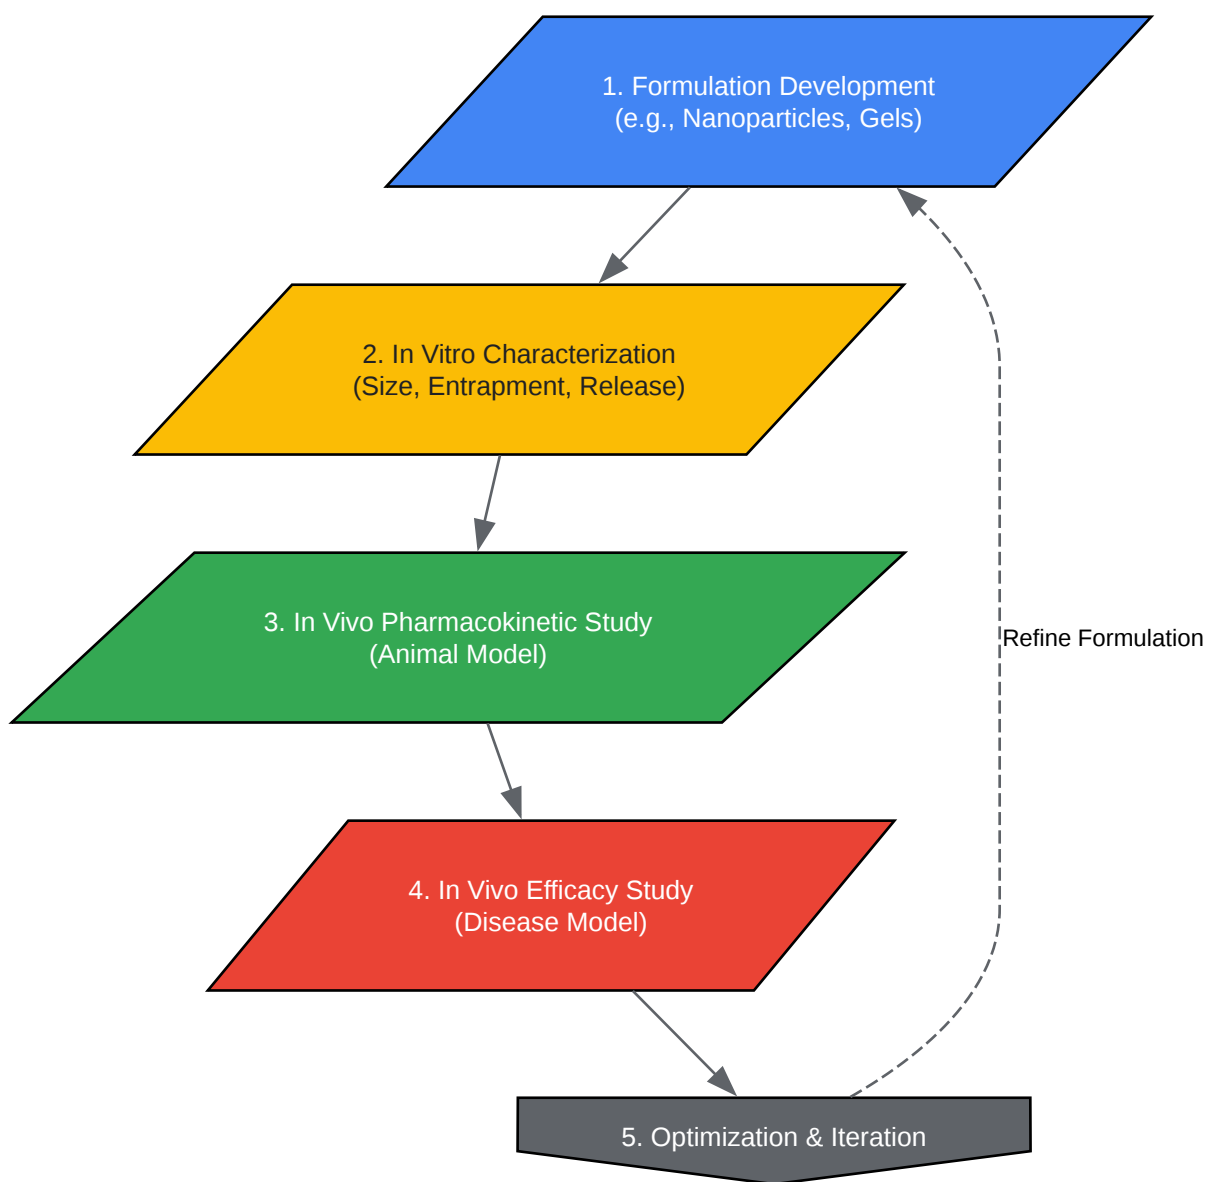 1. Formulation Development
(e.g., Nanoparticles, Gels)
2. In Vitro Characterization
(Size, Entrapment, Release)
3. In Vivo Pharmacokinetic Study
(Animal Model)
Refine Formulation
4. In Vivo Efficacy Study
(Disease Model)
5. Optimization & Iteration